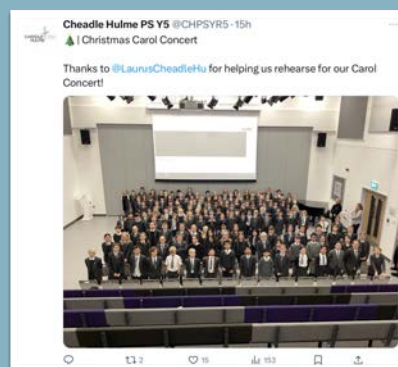 Cheadle Hulme PS Y5 @CHPSYR5 · 15h
🎄 | Christmas Carol Concert
Thanks to @LaurusCheadleHu for helping us rehearse for our Carol
Concert!
2
15
153